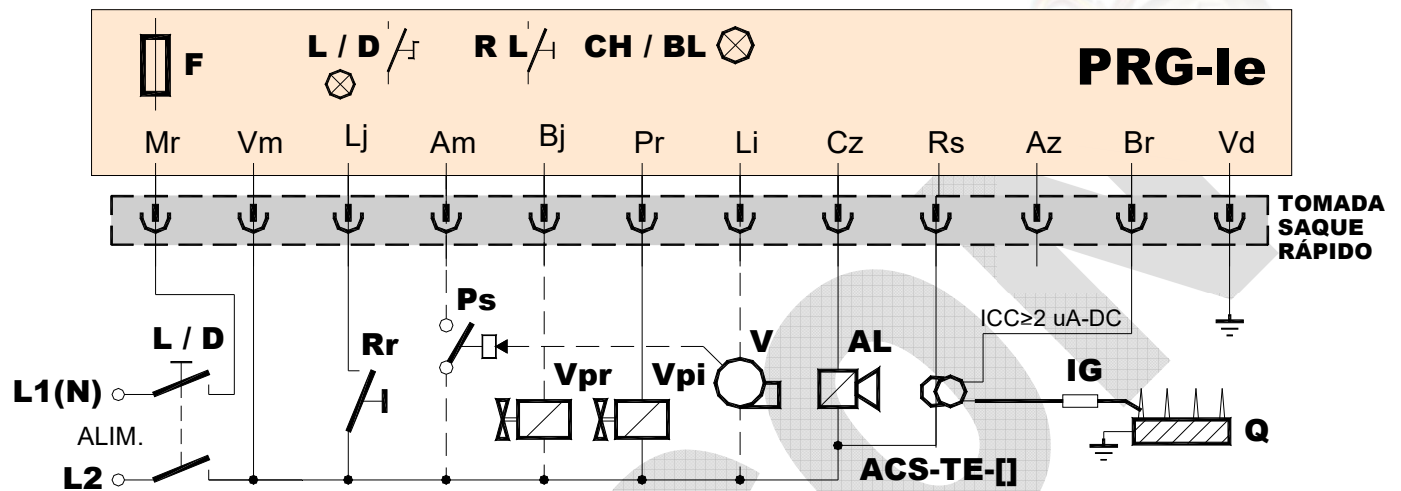 F
L / D
R L
CH / BL
PRG-Ie
Mr Vm Lj Am Bj Pr Li Cz Rs Az Br Vd
TOMADA
SAQUE
RÁPIDO
Ps
ICC≥2 uA-DC
L / D
Rr
V
AL
Vpr
Vpi
IG
L1(N)
ALIM.
Q
L2
ACS-TE-[]